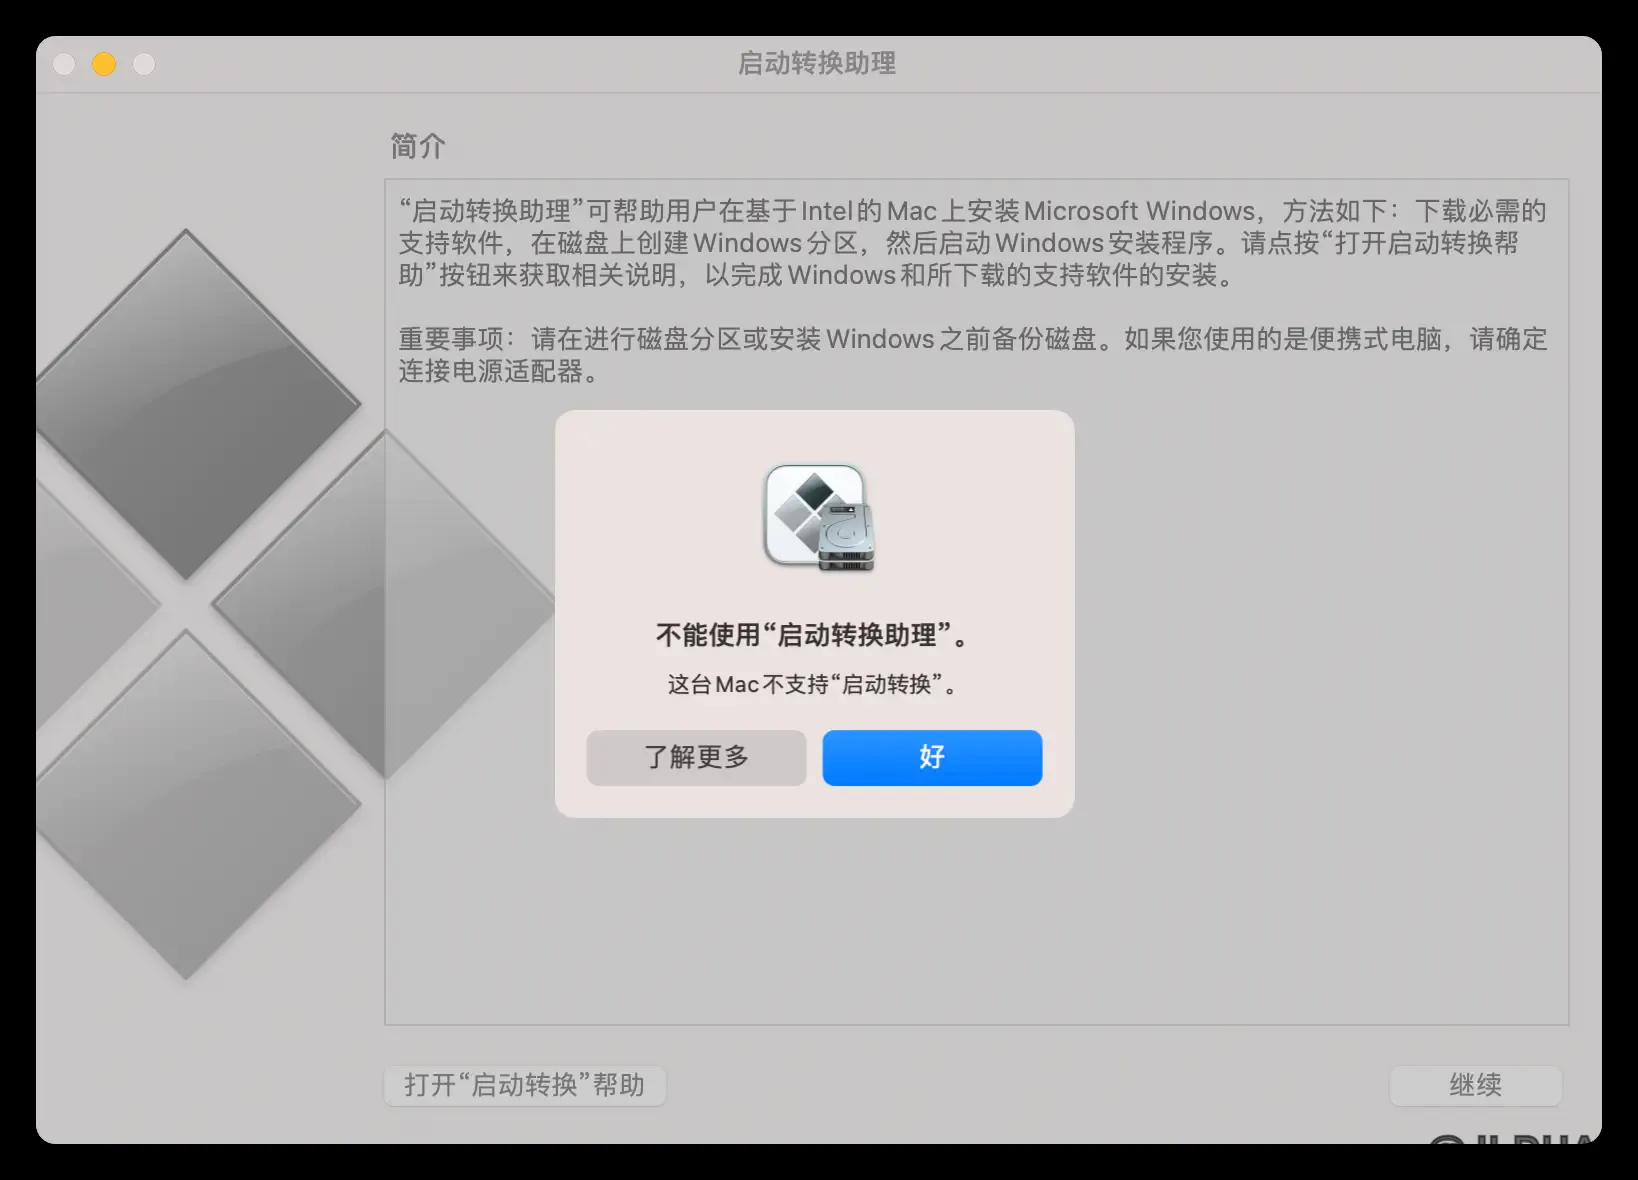 启动转换助理
简介
“启动转换助理”可帮助用户在基于Intel的Mac上安装Microsoft Windows，方法如下：下载必需的
支持软件，在磁盘上创建Windows分区，然后启动Windows安装程序。请点按“打开启动转换帮
助”按钮来获取相关说明，以完成Windows和所下载的支持软件的安装。
重要事项：请在进行磁盘分区或安装Windows之前备份磁盘。如果您使用的是便携式电脑，请确定
连接电源适配器。
不能使用“启动转换助理”。
这台Mac不支持“启动转换”。
了解更多
好
打开“启动转换”帮助
继续